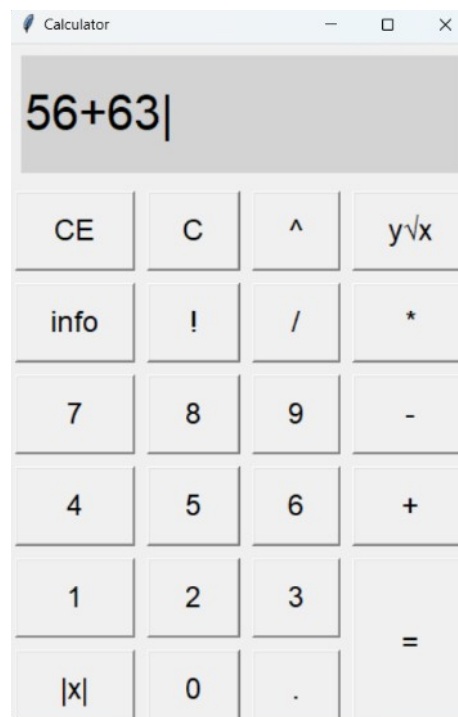 Calculator
56+63
CE C ^ y√x
info ! / *
7 8 9 -
4 5 6 +
1 2 3
=
|x| 0 .